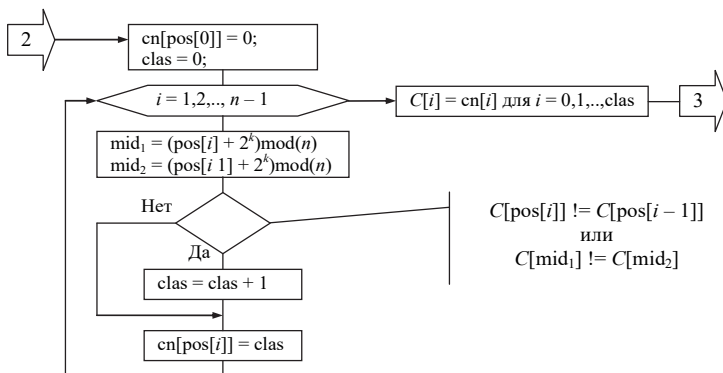 2
cn[pos[0]] = 0;
clas = 0;
i = 1,2,.., n – 1
C[i] = cn[i] для i = 0,1,..,clas
3
mid₁ = (pos[i] + 2ᵏ)mod(n)
mid₂ = (pos[i 1] + 2ᵏ)mod(n)
Нет
Да
C[pos[i]] != C[pos[i – 1]]
или
C[mid₁] != C[mid₂]
clas = clas + 1
cn[pos[i]] = clas